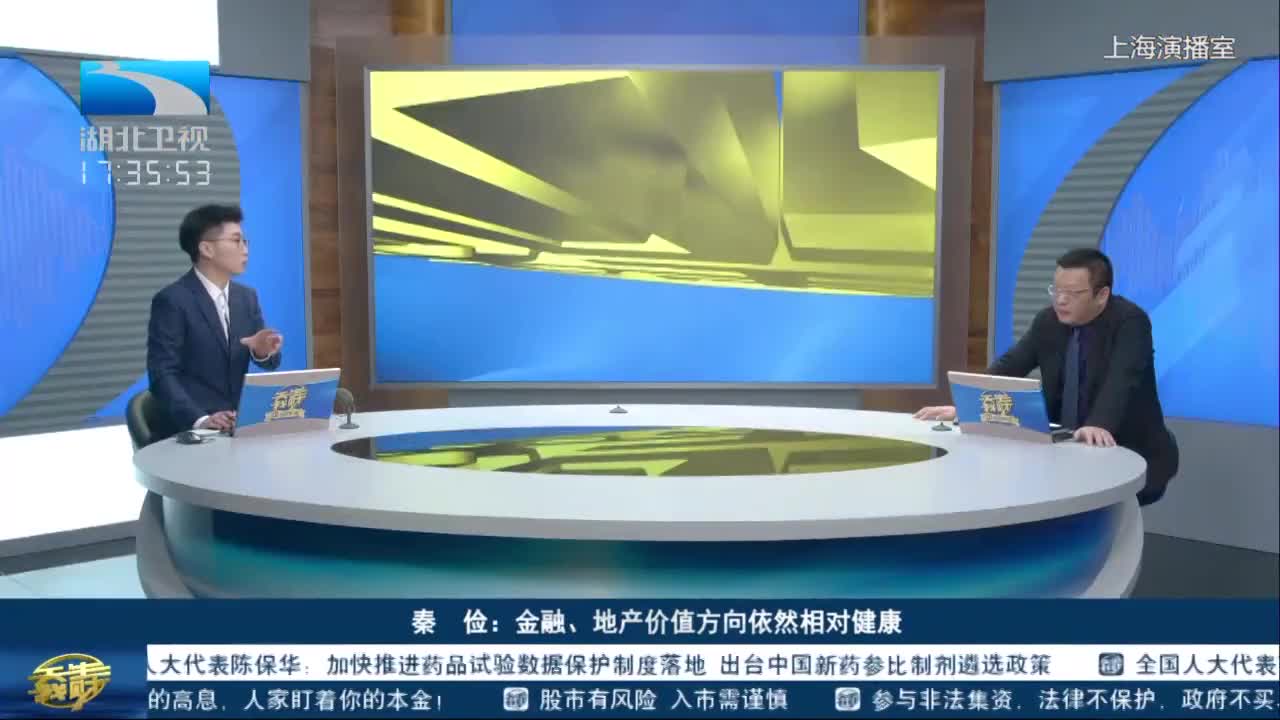 上海演播室
湖北卫视
17:35:53
秦 俭：金融、地产价值方向依然相对健康
人大代表陈保华：加快推进药品试验数据保护制度落地 出台中国新药参比制剂遴选政策 全国人大代表
的高息，人家盯着你的本金！ 股市有风险 入市需谨慎 参与非法集资，法律不保护，政府不买